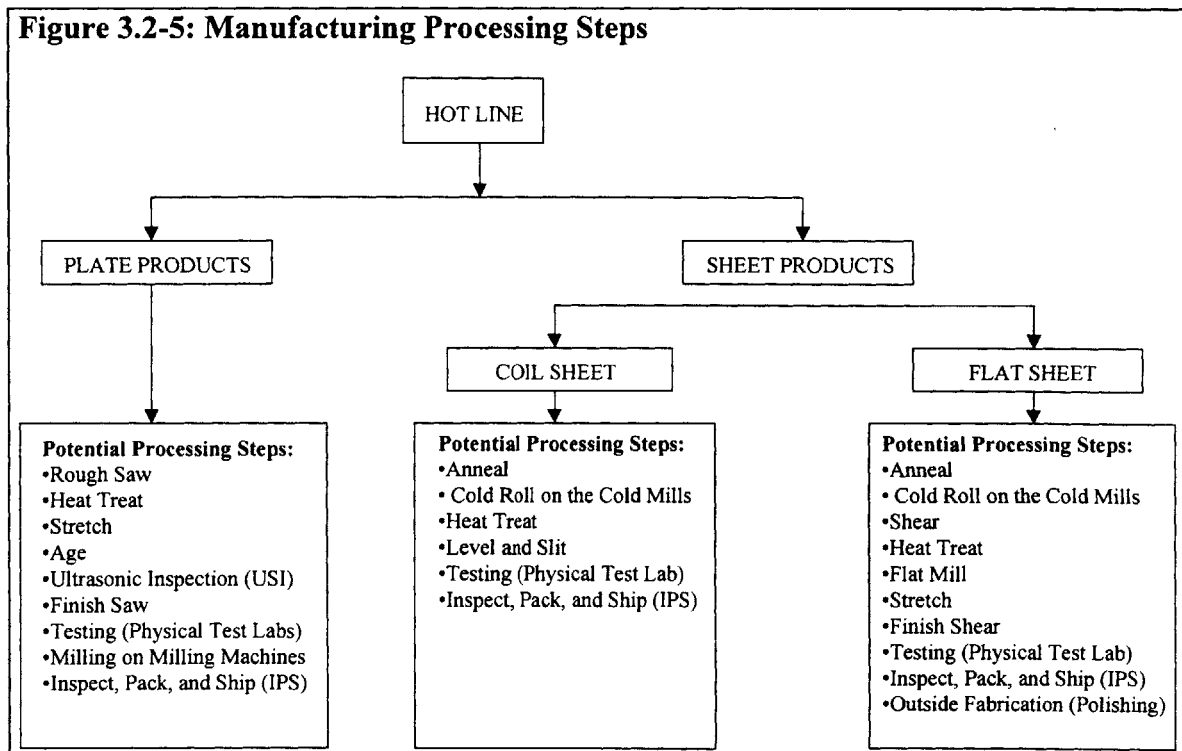 Figure 3.2-5: Manufacturing Processing Steps
HOT LINE
PLATE PRODUCTS
SHEET PRODUCTS
COIL SHEET
FLAT SHEET
Potential Processing Steps:
•Rough Saw
•Heat Treat
•Stretch
•Age
•Ultrasonic Inspection (USI)
•Finish Saw
•Testing (Physical Test Labs)
•Milling on Milling Machines
•Inspect, Pack, and Ship (IPS)
Potential Processing Steps:
•Anneal
• Cold Roll on the Cold Mills
•Heat Treat
•Level and Slit
•Testing (Physical Test Lab)
•Inspect, Pack, and Ship (IPS)
Potential Processing Steps:
•Anneal
• Cold Roll on the Cold Mills
•Shear
•Heat Treat
•Flat Mill
•Stretch
•Finish Shear
•Testing (Physical Test Lab)
•Inspect, Pack, and Ship (IPS)
•Outside Fabrication (Polishing)